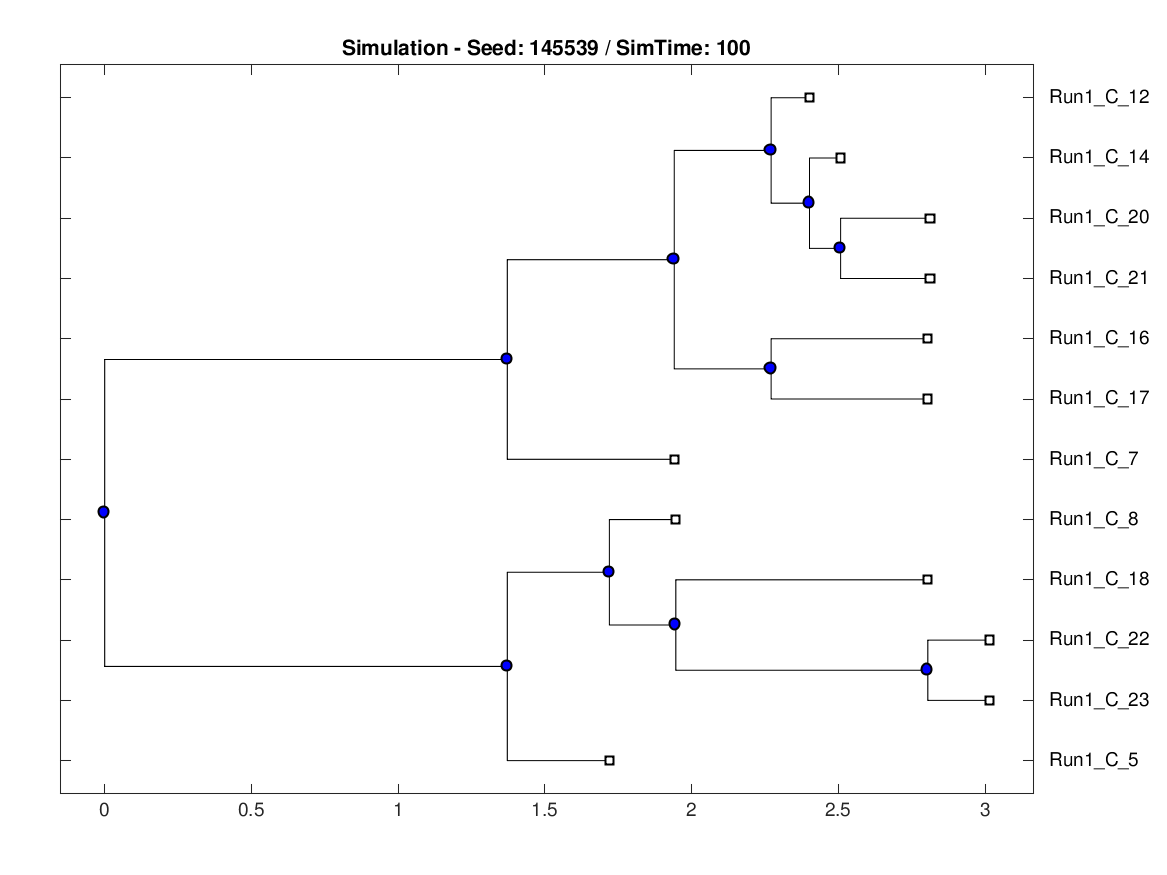 Simulation - Seed: 145539 / SimTime: 100
Run1_C_12
Run1_C_14
Run1_C_20
Run1_C_21
Run1_C_16
Run1_C_17
Run1_C_7
Run1_C_8
Run1_C_18
Run1_C_22
Run1_C_23
Run1_C_5
0 0.5 1 1.5 2 2.5 3